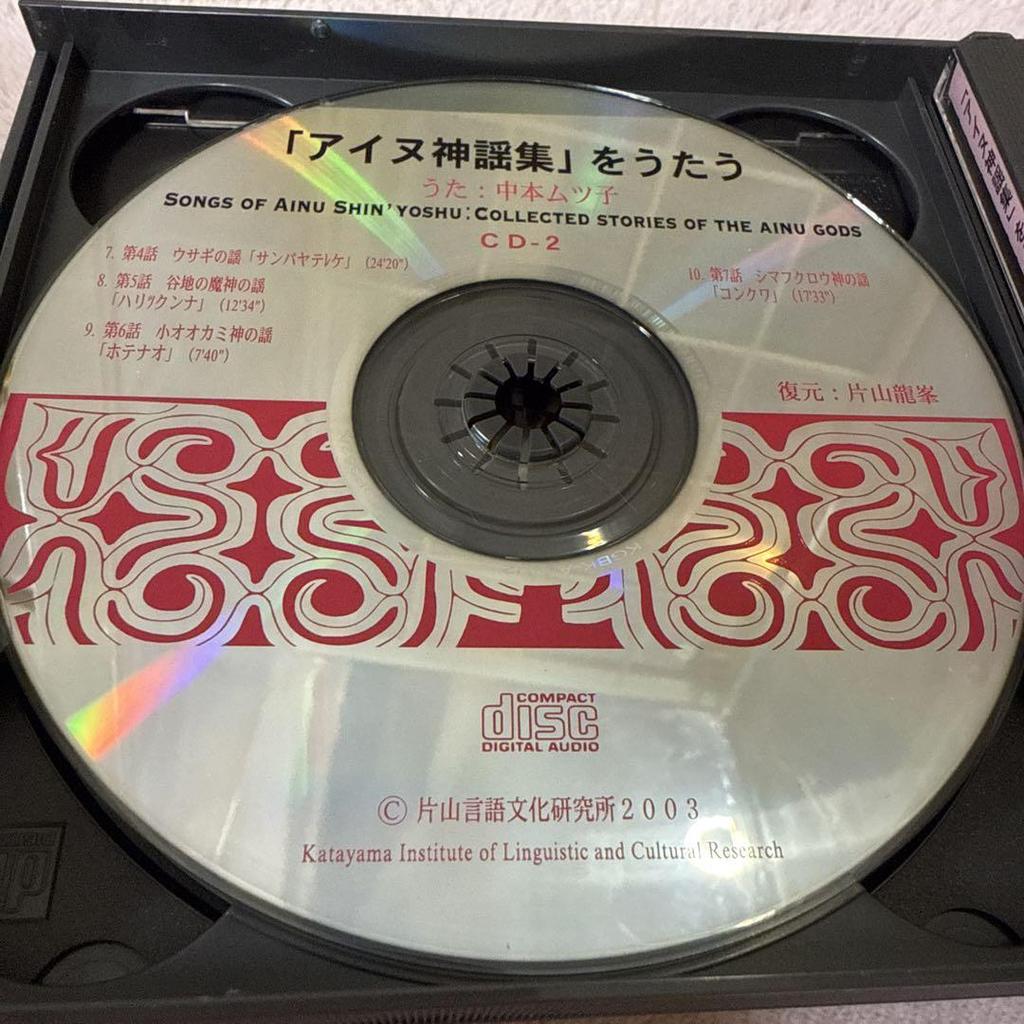 「アイヌ神謡集」をうたう
うた：中本ムツ子
SONGS OF AINU SHIN'YOSHU:COLLECTED STORIES OF THE AINU GODS
CD-2
7. 第4話 ウサギの謡「サンパヤテレケ」(24'20")
8. 第5話 谷地の魔神の謡
「ハリツクンナ」(12'34")
9. 第6話 小オオカミ神の謡
「ホテナオ」(7'40")
10. 第7話 シマフクロウ神の謡
「コンクワ」(17'33")
復元：片山龍峯
COMPACT
disc
DIGITAL AUDIO
© 片山言語文化研究所2003
Katayama Institute of Linguistic and Cultural Research